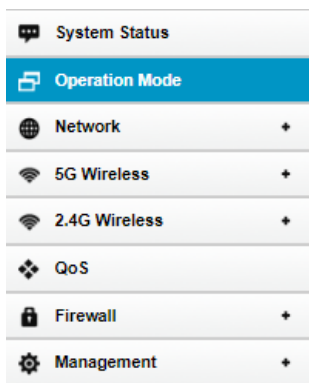 System Status
Operation Mode
Network +
5G Wireless +
2.4G Wireless +
QoS
Firewall +
Management +